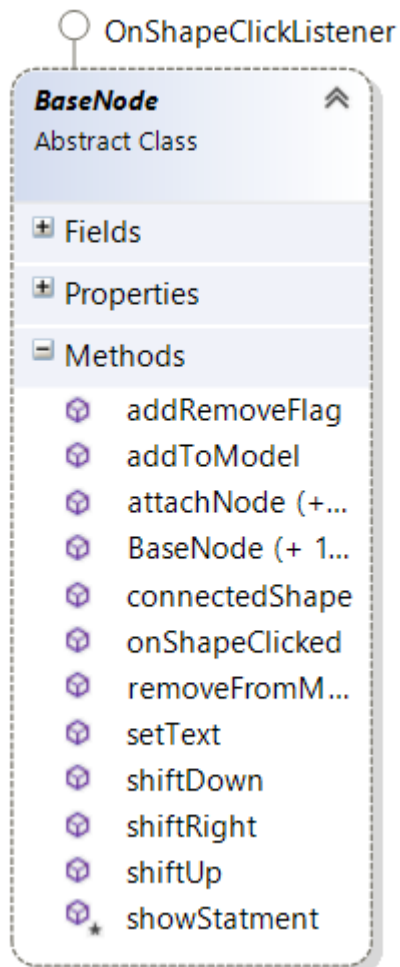 OnShapeClickListener
BaseNode
Abstract Class
Fields
Properties
Methods
addRemoveFlag
addToModel
attachNode (+...
BaseNode (+ 1...
connectedShape
onShapeClicked
removeFromM...
setText
shiftDown
shiftRight
shiftUp
showStatment